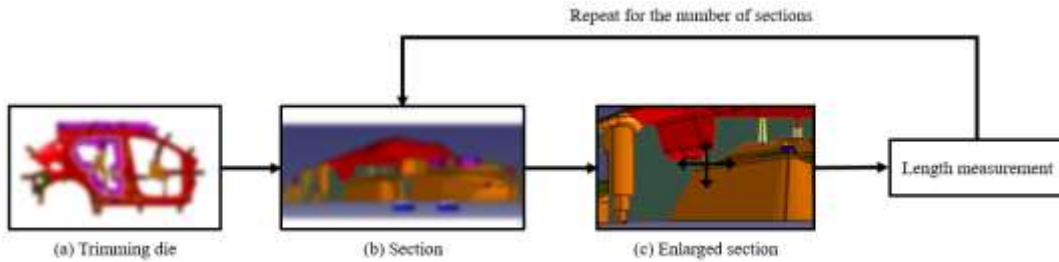 Repeat for the number of sections
Length measurement
(a) Trimming die
(b) Section
(c) Enlarged section